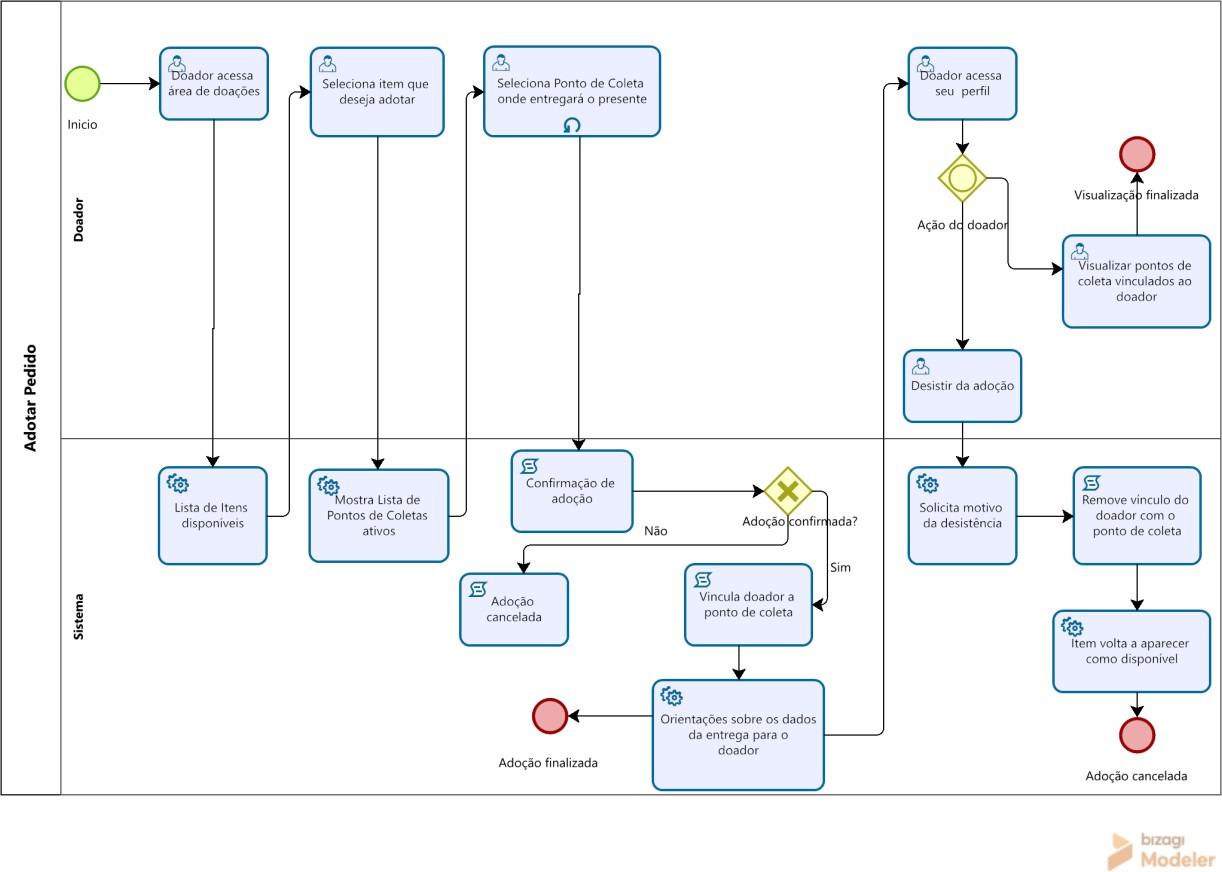 Adotar Pedido
Doador
Inicio
Doador acessa
área de doações
Seleciona item que
deseja adotar
Seleciona Ponto de Coleta
onde entregará o presente
Doador acessa
seu perfil
Ação do doador
Visualização finalizada
Visualizar pontos de
coleta vinculados ao
doador
Desistir da adoção
Sistema
Lista de Itens
disponíveis
Mostra Lista de
Pontos de Coletas
ativos
Confirmação de
adoção
Adoção confirmada?
Não
Sim
Adoção
cancelada
Vincula doador a
ponto de coleta
Orientações sobre os dados
da entrega para o
doador
Adoção finalizada
Solicita motivo
da desistência
Remove vinculo do
doador com o
ponto de coleta
Item volta a aparecer
como disponivel
Adoção cancelada
bizagi
Modeler